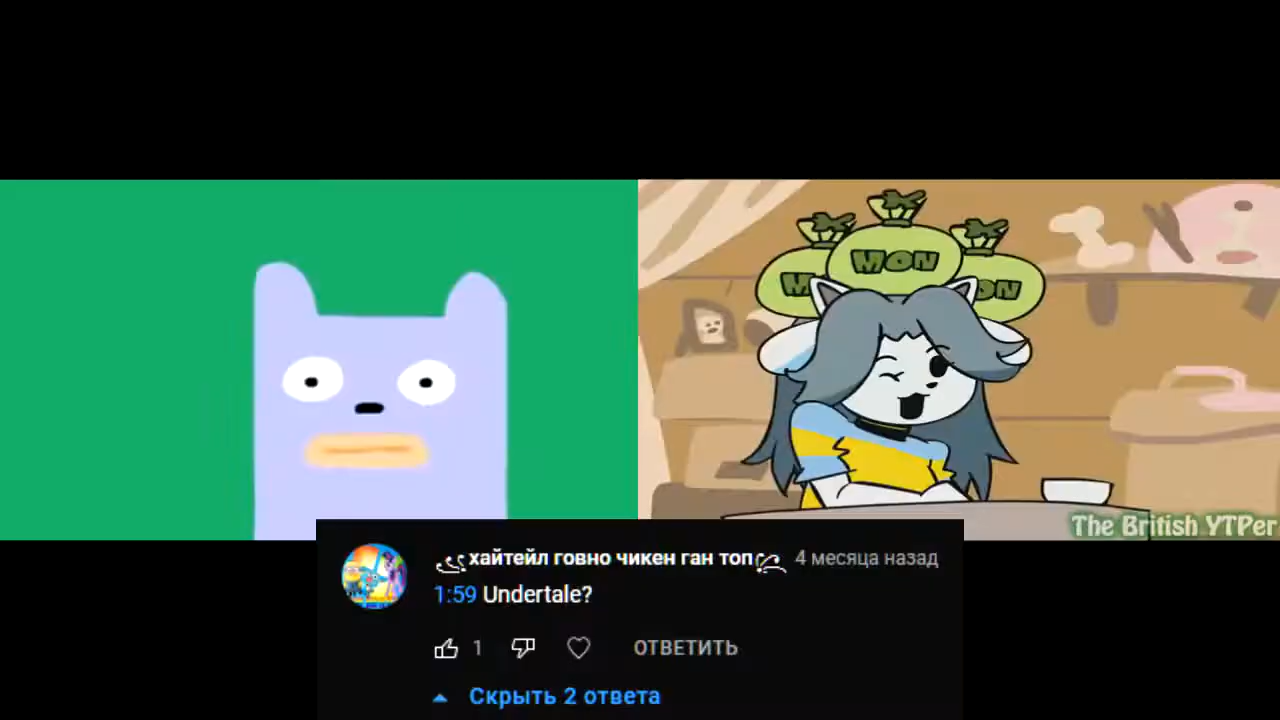 MON
M
ON
The British YTPer
хайтейл говно чикен ган топ 4 месяца назад
1:59 Undertale?
1 ОТВЕТИТЬ
Скрыть 2 ответа